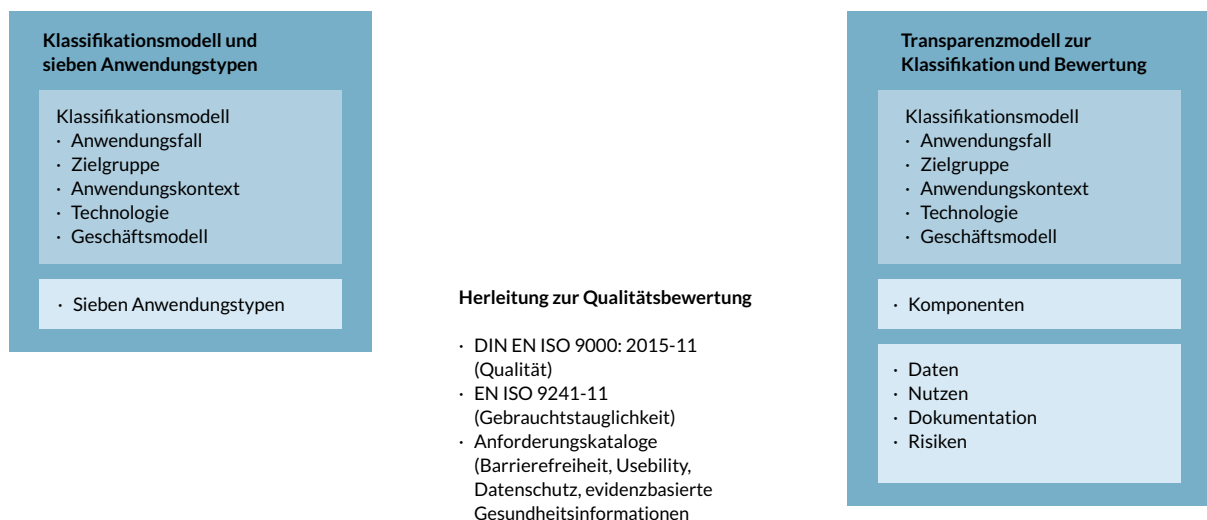 Klassifikationsmodell und
sieben Anwendungstypen
Klassifikationsmodell
· Anwendungsfall
· Zielgruppe
· Anwendungskontext
· Technologie
· Geschäftsmodell
· Sieben Anwendungstypen
Herleitung zur Qualitätsbewertung
· DIN EN ISO 9000: 2015-11
(Qualität)
· EN ISO 9241-11
(Gebrauchtstauglichkeit)
· Anforderungskataloge
(Barrierefreiheit, Usebility,
Datenschutz, evidenzbasierte
Gesundheitsinformationen
Transparenzmodell zur
Klassifikation und Bewertung
Klassifikationsmodell
· Anwendungsfall
· Zielgruppe
· Anwendungskontext
· Technologie
· Geschäftsmodell
· Komponenten
· Daten
· Nutzen
· Dokumentation
· Risiken